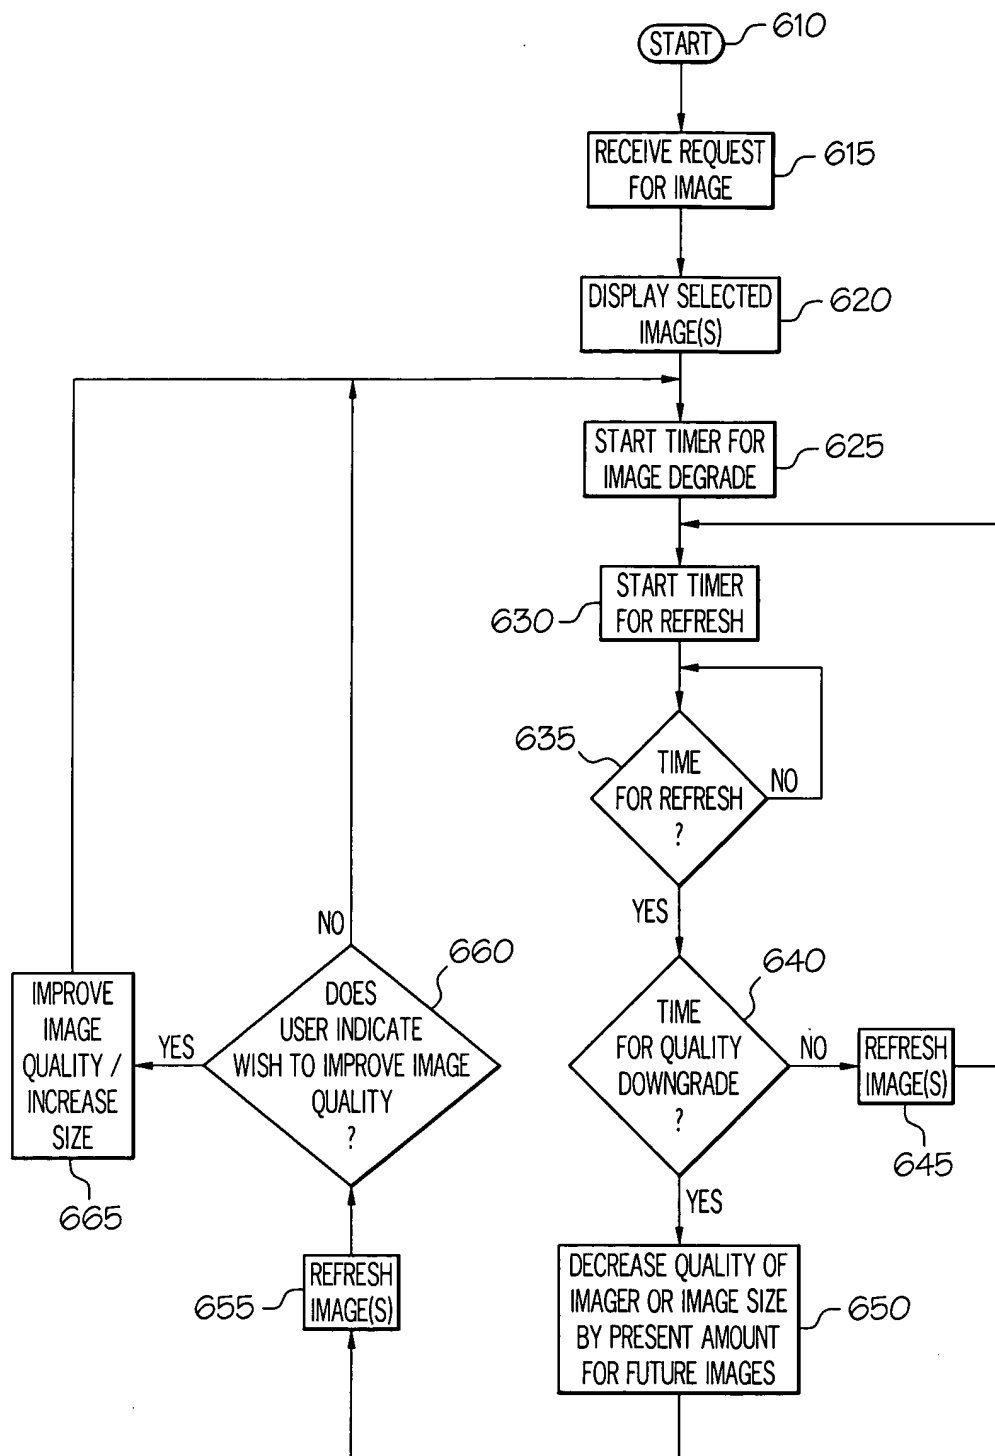 START
610
RECEIVE REQUEST
FOR IMAGE
615
DISPLAY SELECTED
IMAGE(S)
620
START TIMER FOR
IMAGE DEGRADE
625
START TIMER
FOR REFRESH
630
635
TIME
FOR REFRESH
?
NO
YES
640
TIME
FOR QUALITY
DOWNGRADE
?
NO
REFRESH
IMAGE(S)
645
YES
DECREASE QUALITY OF
IMAGER OR IMAGE SIZE
BY PRESENT AMOUNT
FOR FUTURE IMAGES
650
REFRESH
IMAGE(S)
655
NO
660
DOES
USER INDICATE
WISH TO IMPROVE IMAGE
QUALITY
?
YES
IMPROVE
IMAGE
QUALITY /
INCREASE
SIZE
665